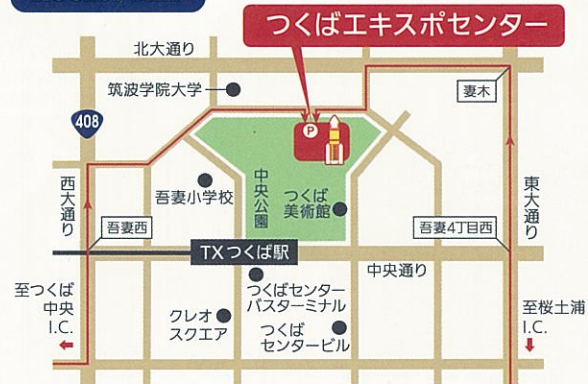 つくばエキスポセンター
北大通り
筑波学院大学
妻木
408
P
西大通り
吾妻小学校
中央公園
つくば
美術館
東大通り
吾妻西
吾妻4丁目西
TXつくば駅
中央通り
至つくば
中央
I.C.
つくばセンター
バスターミナル
クレオ
スクエア
つくば
センタービル
至桜土浦
I.C.